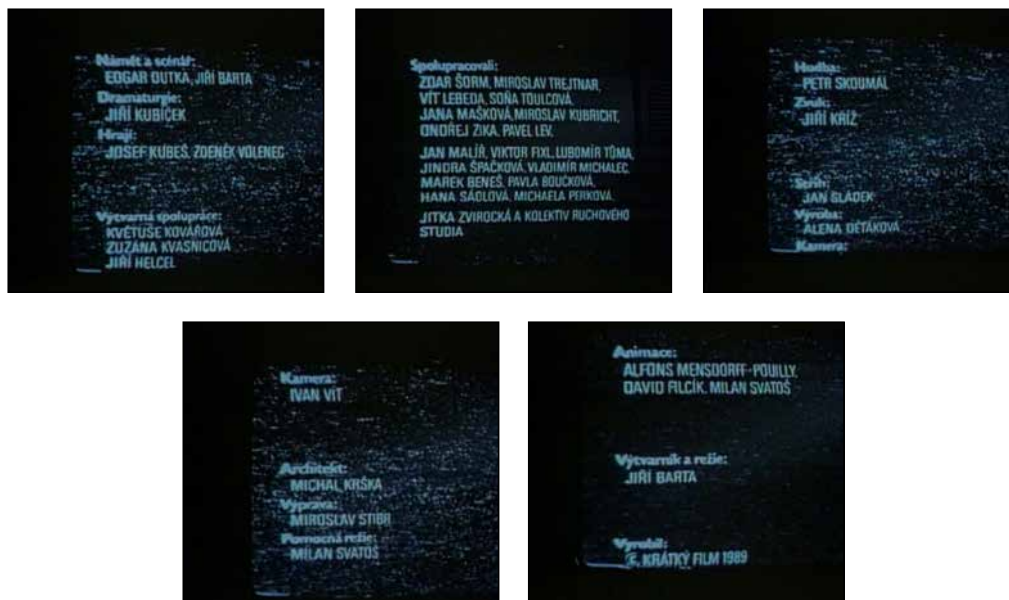 Námět a scénář:
EDGAR DUTKA, JIŘÍ BARTA
Dramaturgie:
JIŘÍ KUBÍČEK
Hrají:
JOSEF KUBEŠ, ZDENĚK VOLENEC
Výtvarná spolupráce:
KVĚTUŠE KOVÁŘOVÁ
ZUZANA KVASNICOVÁ
JIŘÍ HELCEL
Spolupracovali:
ZDAR ŠORM, MIROSLAV TREJTNAR,
VÍT LEBEDA, SOŇA TOULCOVÁ,
JANA MAŠKOVÁ, MIROSLAV KUBRICHT,
ONDŘEJ ZIKA, PAVEL LEV,
JAN MALÍŘ, VIKTOR FIXL, LUBOMÍR TŮMA,
JINDRA ŠPAČKOVÁ, VLADIMÍR MICHALEC,
MAREK BENEŠ, PAVLA BOUČKOVÁ,
HANA SÁDLOVÁ, MICHAELA PERKOVÁ,
JITKA ZVIROCKÁ A KOLEKTIV RUCHOVÉHO
STUDIA
Hudba:
PETR SKOUMAL
Zvuk:
JIŘÍ KŘÍŽ
Střih:
JAN SLÁDEK
Výroba:
ALENA DĚTÁKOVÁ
Kamera:
Kamera:
IVAN VÍT
Architekt:
MICHAL KRŠKA
Výprava:
MIROSLAV STIBR
Pomocná režie:
MILAN SVATOŠ
Animace:
ALFONS MENSDORFF-POUILLY,
DAVID FILCÍK, MILAN SVATOŠ
Výtvarník a režie:
JIŘÍ BARTA
Vyrobil:
©, KRÁTKÝ FILM 1989